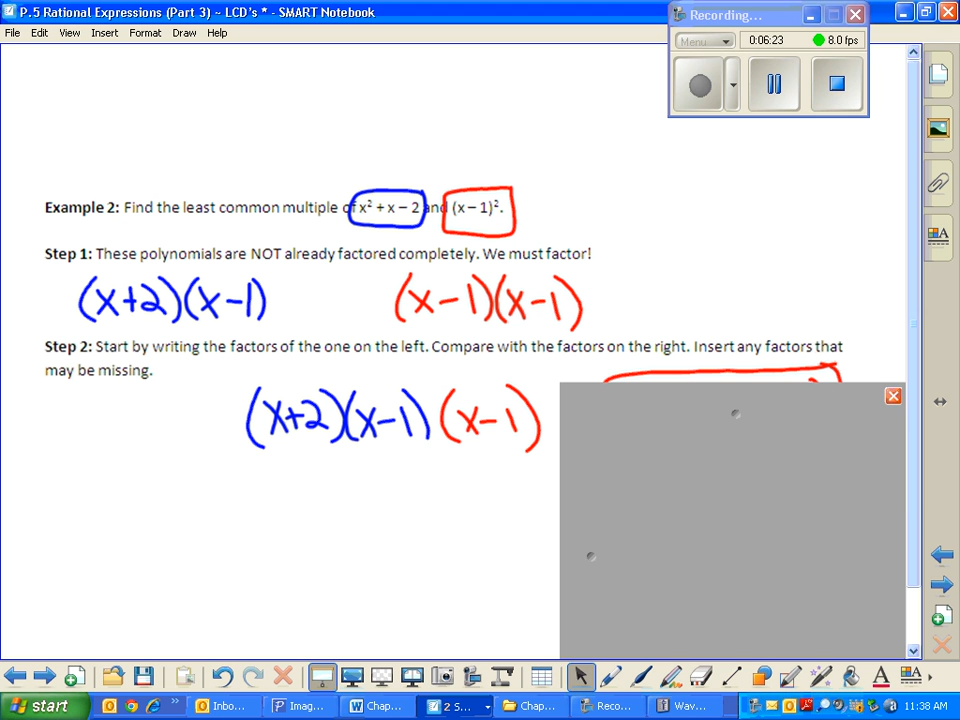 P.5 Rational Expressions (Part 3) ~ LCD's * - SMART Notebook
Recording...
File Edit View Insert Format Draw Help
Menu 0:06:23 8.0 fps
Example 2: Find the least common multiple of x² + x − 2 and (x − 1)².
Step 1: These polynomials are NOT already factored completely. We must factor!
(x+2)(x−1) (x−1)(x−1)
Step 2: Start by writing the factors of the one on the left. Compare with the factors on the right. Insert any factors that
may be missing.
(x+2)(x−1)(x−1)
start Inbo... Imag... Chap... 2 S... Chap... Reco... Wav... 11:38 AM